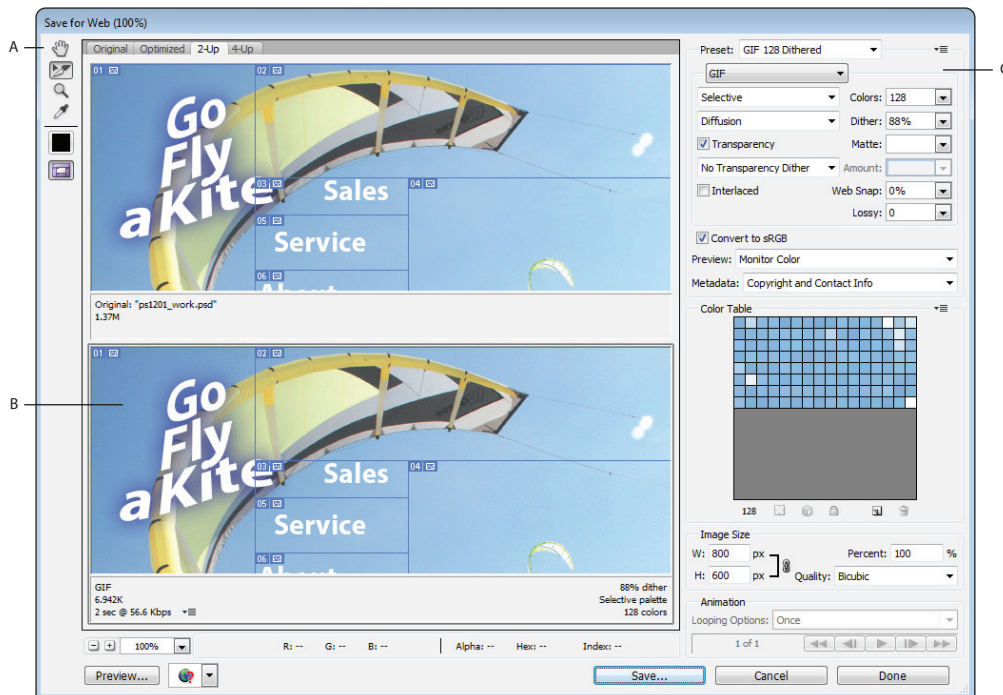 Save for Web (100%)
A
Original Optimized 2-Up 4-Up
01
02
Go
Fly
a Kite
03
Sales
04
05
Service
06
About
Original: "ps1201_work.psd"
1.37M
B
01
02
Go
Fly
a Kite
03
Sales
04
05
Service
06
About
GIF
6.942K
2 sec @ 56.6 Kbps
88% dither
Selective palette
128 colors
100%
R: -- G: -- B: -- Alpha: -- Hex: -- Index: --
Preview...
Save...
Cancel
Done
Preset: GIF 128 Dithered
C
GIF
Selective
Colors: 128
Diffusion
Dither: 88%
Transparency
Matte:
No Transparency Dither
Amount:
Interlaced
Web Snap: 0%
Lossy: 0
Convert to sRGB
Preview: Monitor Color
Metadata: Copyright and Contact Info
Color Table
128
Image Size
W: 800 px
Percent: 100 %
H: 600 px
Quality: Bicubic
Animation
Looping Options: Once
1 of 1